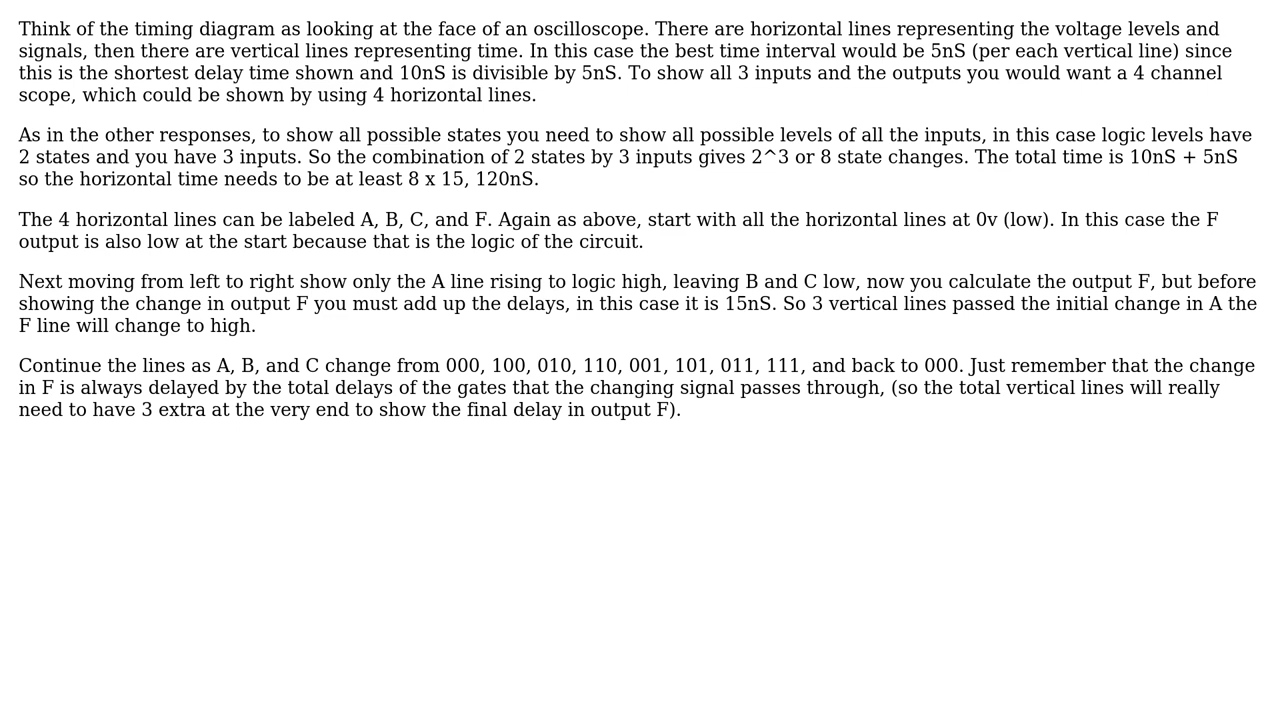 Think of the timing diagram as looking at the face of an oscilloscope. There are horizontal lines representing the voltage levels and
signals, then there are vertical lines representing time. In this case the best time interval would be 5nS (per each vertical line) since
this is the shortest delay time shown and 10nS is divisible by 5nS. To show all 3 inputs and the outputs you would want a 4 channel
scope, which could be shown by using 4 horizontal lines.
As in the other responses, to show all possible states you need to show all possible levels of all the inputs, in this case logic levels have
2 states and you have 3 inputs. So the combination of 2 states by 3 inputs gives 2^3 or 8 state changes. The total time is 10nS + 5nS
so the horizontal time needs to be at least 8 x 15, 120nS.
The 4 horizontal lines can be labeled A, B, C, and F. Again as above, start with all the horizontal lines at 0v (low). In this case the F
output is also low at the start because that is the logic of the circuit.
Next moving from left to right show only the A line rising to logic high, leaving B and C low, now you calculate the output F, but before
showing the change in output F you must add up the delays, in this case it is 15nS. So 3 vertical lines passed the initial change in A the
F line will change to high.
Continue the lines as A, B, and C change from 000, 100, 010, 110, 001, 101, 011, 111, and back to 000. Just remember that the change
in F is always delayed by the total delays of the gates that the changing signal passes through, (so the total vertical lines will really
need to have 3 extra at the very end to show the final delay in output F).